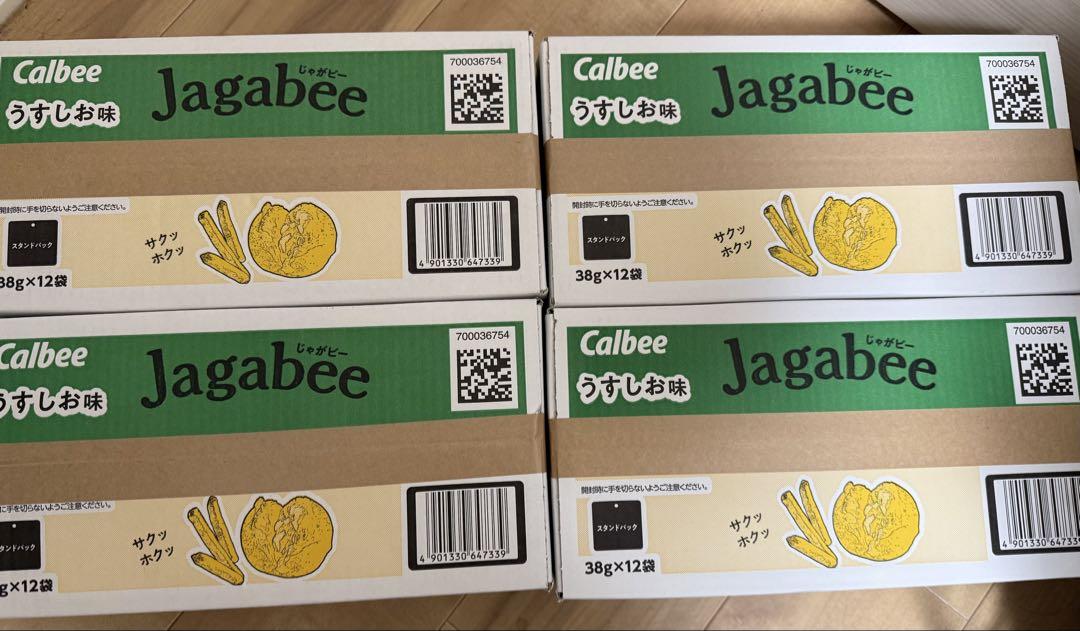 Calbee
じゃがビー
Jagabee
うすしお味
700036754
開封時に手を切らないようご注意ください。
スタンドパック
サクッ
ホクッ
38g×12袋
4 901330 647339
Calbee
じゃがビー
Jagabee
うすしお味
700036754
開封時に手を切らないようご注意ください。
スタンドパック
サクッ
ホクッ
38g×12袋
4 901330 647339
Calbee
じゃがビー
Jagabee
うすしお味
700036754
に手を切らないようご注意ください。
タンドパック
サクッ
ホクッ
g×12袋
4 901330 647339
Calbee
じゃがビー
Jagabee
うすしお味
700036754
開封時に手を切らないようご注意ください。
スタンドパック
サクッ
ホクッ
38g×12袋
4 901330 647339